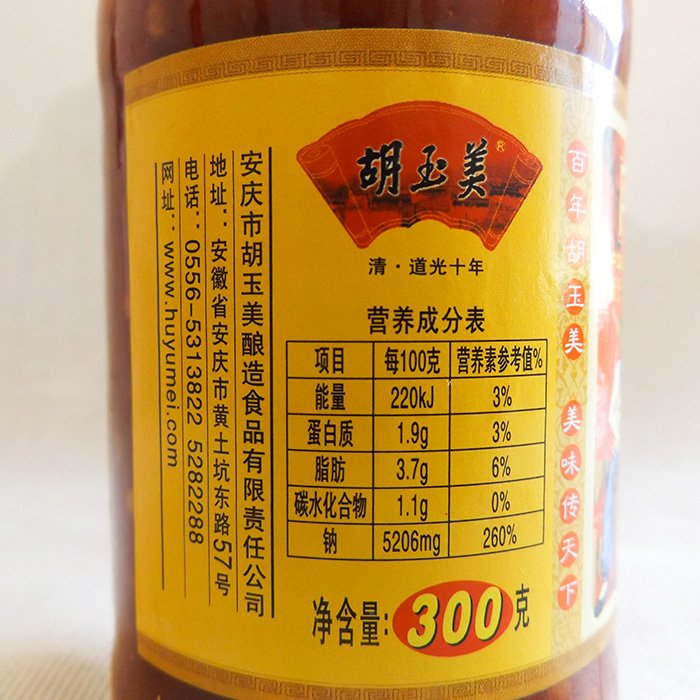 安庆市胡玉美酿造食品有限责任公司
地址：安徽省安庆市黄土坑东路57号
电话：0556-5313822 5282288
网址：www.huyumei.com
胡玉美®
清·道光十年
营养成分表
项目 每100克 营养素参考值%
能量 220kJ 3%
蛋白质 1.9g 3%
脂肪 3.7g 6%
碳水化合物 1.1g 0%
钠 5206mg 260%
净含量: 300克
百年胡玉美 美味传天下